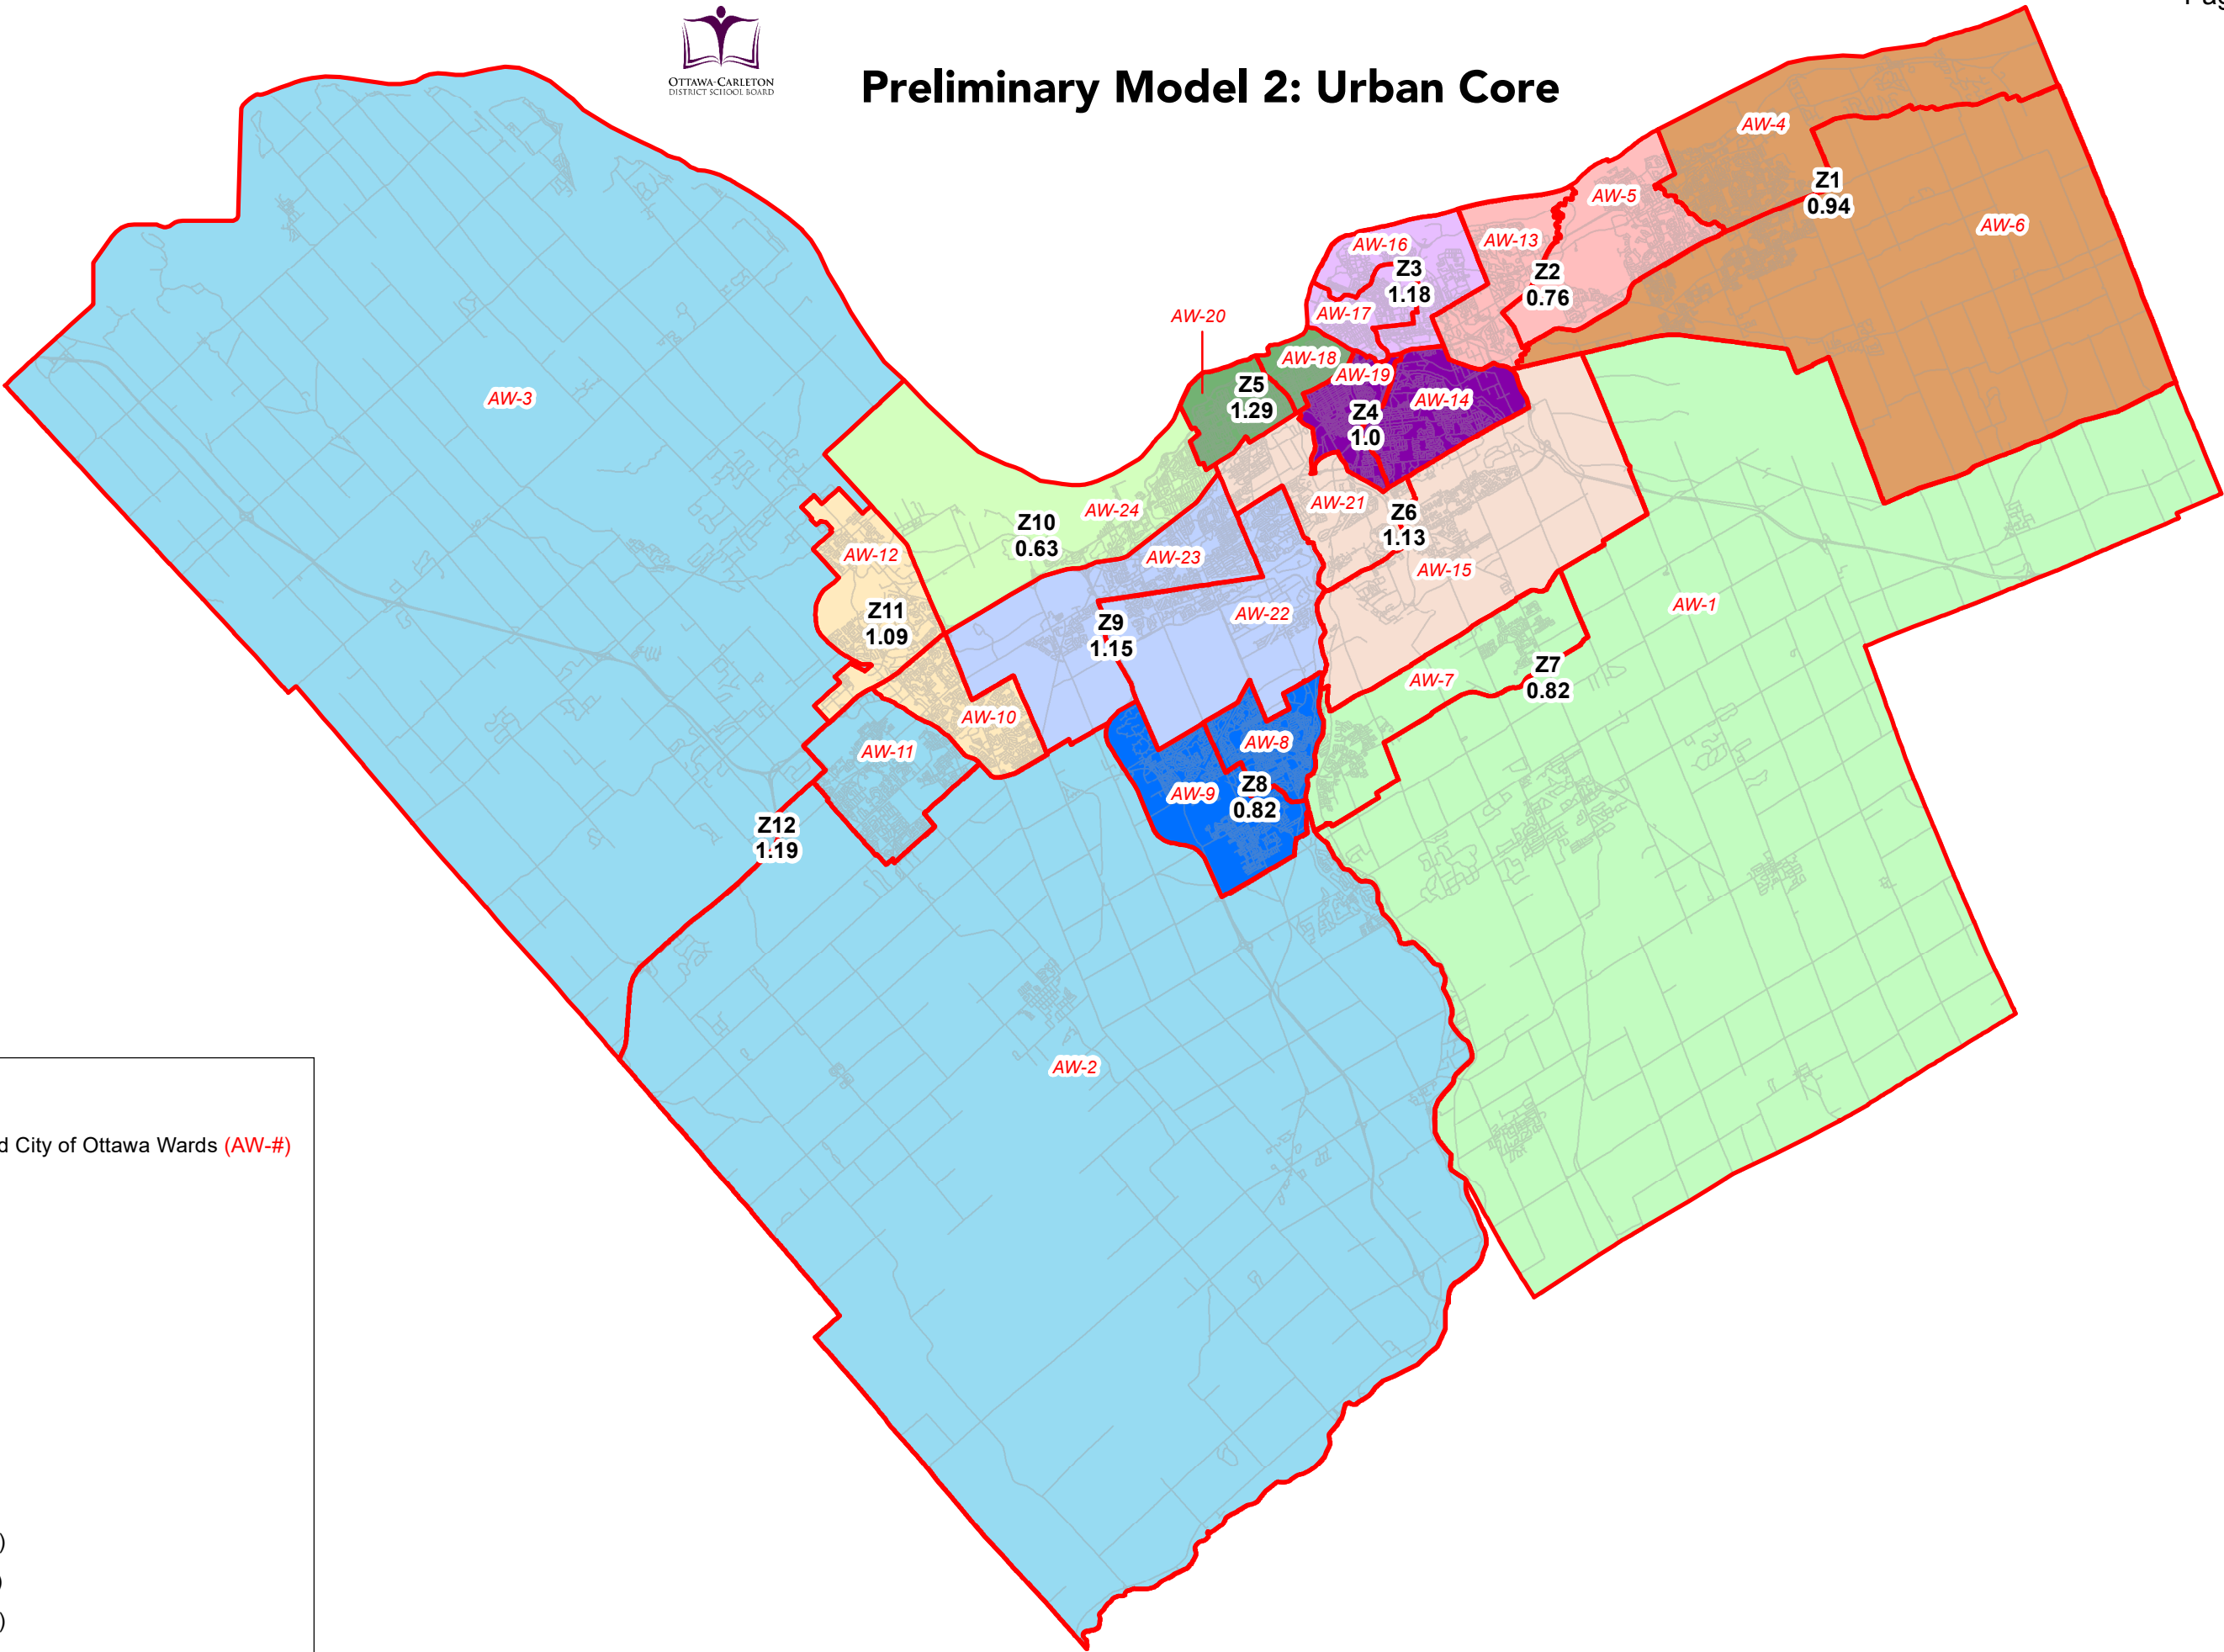 Pag
OTTAWA-CARLETON
DISTRICT SCHOOL BOARD
Preliminary Model 2: Urban Core
AW-4
Z1
0.94
AW-5
AW-6
AW-16
AW-13
Z3
1.18
Z2
0.76
AW-17
AW-20
AW-18
AW-19
Z5
1.29
AW-14
Z4
1.0
AW-3
AW-21
AW-24
Z6
1.13
Z10
0.63
AW-12
AW-23
AW-15
AW-1
Z11
1.09
AW-22
Z9
1.15
Z7
0.82
AW-7
AW-10
AW-11
AW-8
AW-9
Z8
0.82
Z12
1.19
AW-2
d City of Ottawa Wards (AW-#)
)
)
)